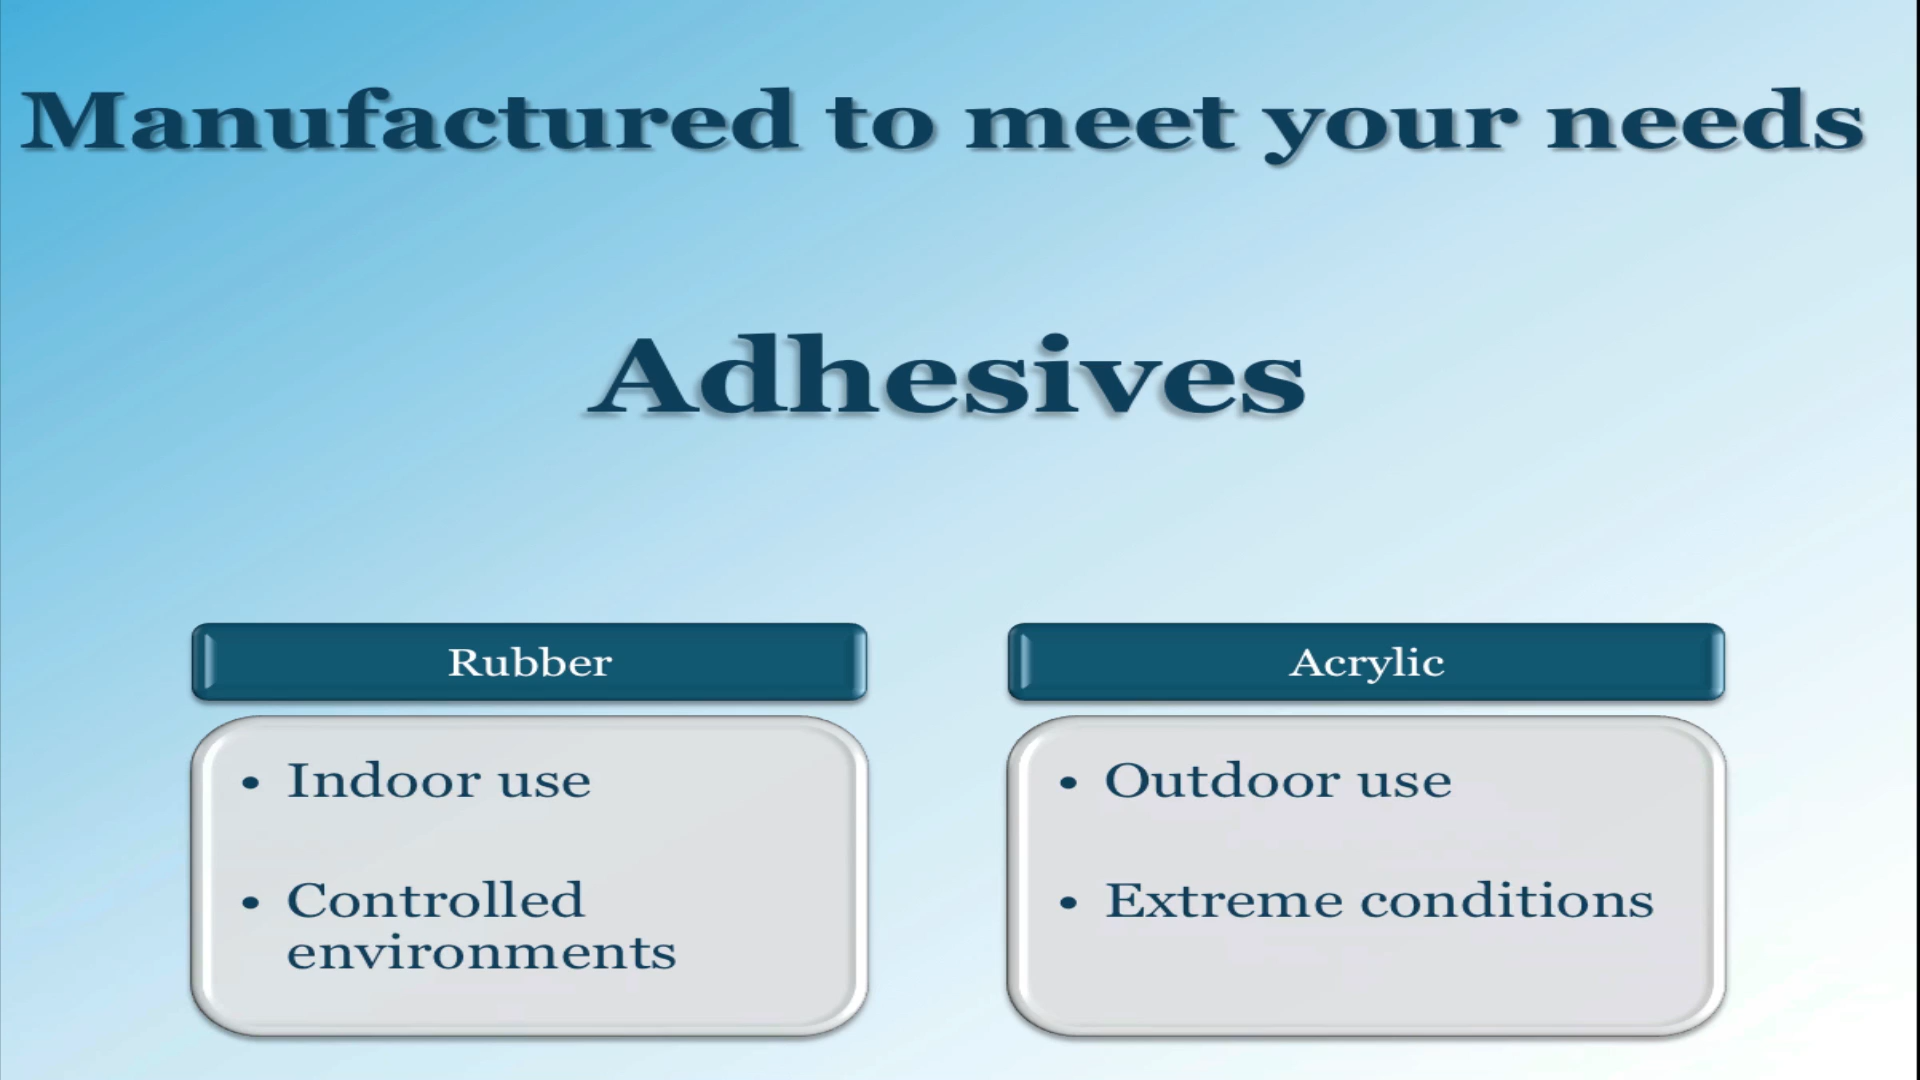 Manufactured to meet your needs
Adhesives
Rubber
• Indoor use
• Controlled
environments
Acrylic
• Outdoor use
• Extreme conditions